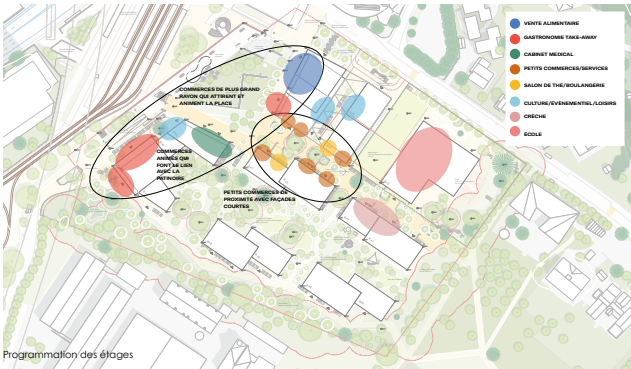 VENTE ALIMENTAIRE
GASTRONOMIE TAKE-AWAY
CABINET MEDICAL
PETITS COMMERCES/SERVICES
SALON DE THÉ/BOULANGERIE
CULTURE/EVENEMENTIEL/LOISIRS
CRÈCHE
ÉCOLE
COMMERCES DE PLUS GRAND
RAYON QUI ATTIRENT ET
ANIMENT LA PLACE
COMMERCES
ANIMÉS QUI
FONT LE LIEN
AVEC LA
PATINOIRE
PETITS COMMERCES DE
PROXIMITE AVEC FAÇADES
COURTES
Programmation des étages